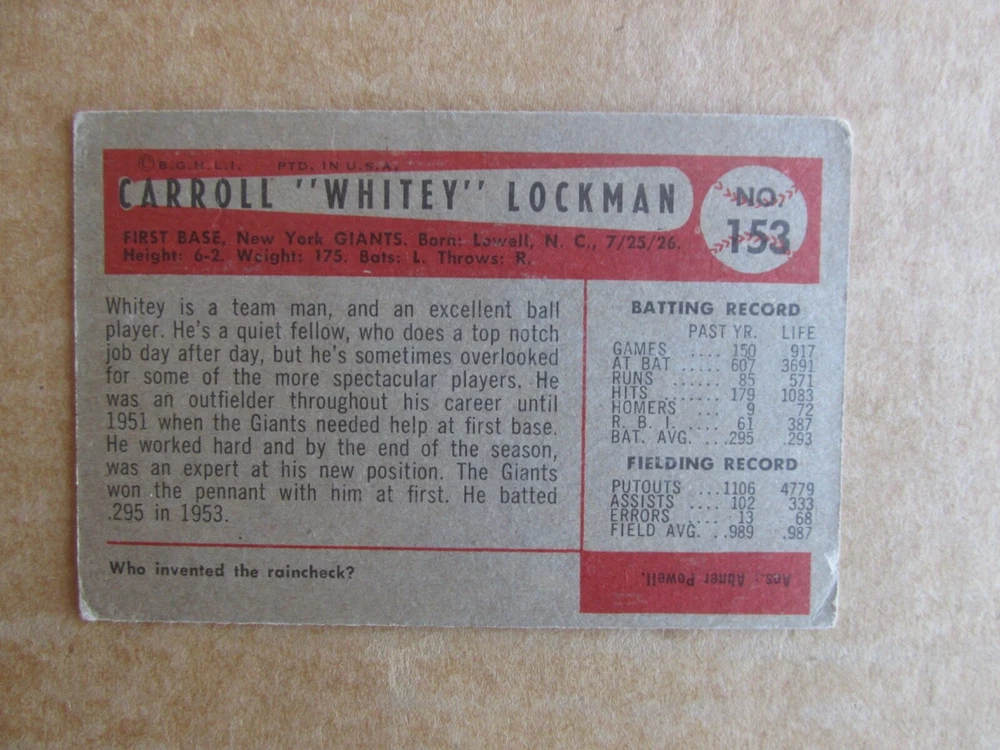 © B.G.H.L.I. PTD. IN U.S.A.
CARROLL "WHITEY" LOCKMAN
NO.
153
FIRST BASE, New York GIANTS. Born: Lowell, N. C., 7/25/26.
Height: 6-2. Weight: 175. Bats: L. Throws: R.
Whitey is a team man, and an excellent ball
player. He's a quiet fellow, who does a top notch
job day after day, but he's sometimes overlooked
for some of the more spectacular players. He
was an outfielder throughout his career until
1951 when the Giants needed help at first base.
He worked hard and by the end of the season,
was an expert at his new position. The Giants
won the pennant with him at first. He batted
.295 in 1953.
Who invented the raincheck?
BATTING RECORD
PAST YR. LIFE
GAMES .... 150 917
AT BAT ..... 607 3691
RUNS ...... 85 571
HITS ....... 179 1083
HOMERS ... 9 72
R. B. I. .... 61 387
BAT. AVG. ...295 .293
FIELDING RECORD
PUTOUTS ...1106 4779
ASSISTS .... 102 333
ERRORS .... 13 68
FIELD AVG. ..989 .987
Ans.: Abner Powell.